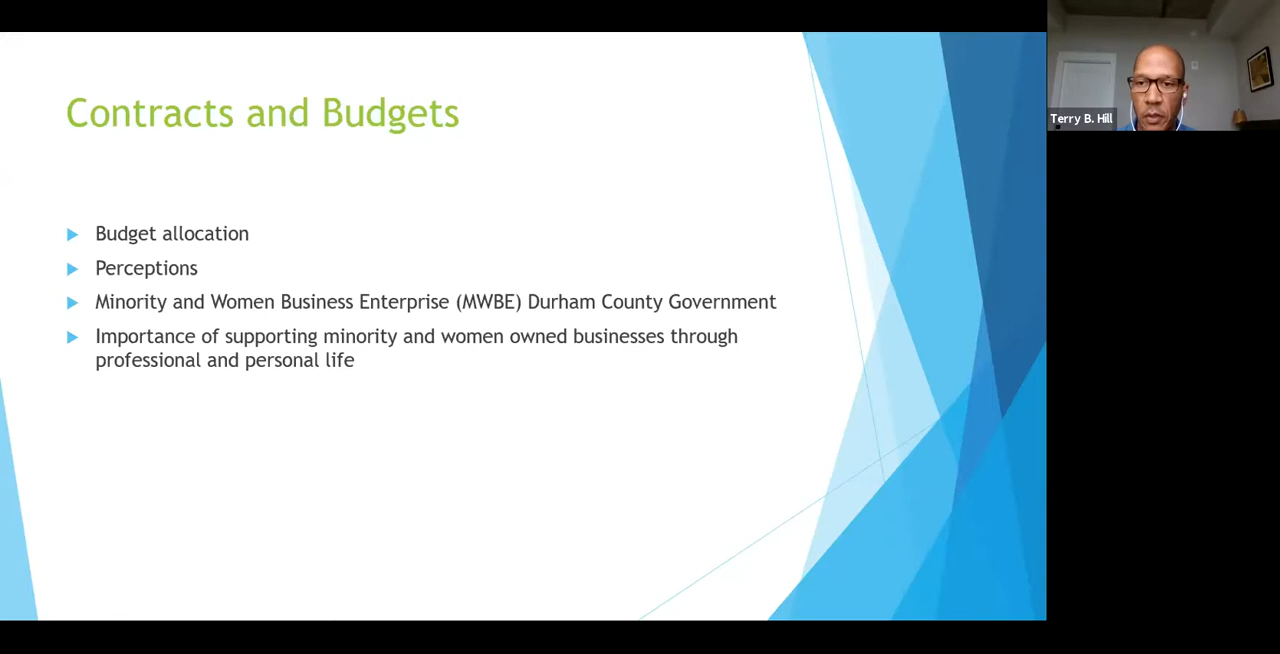 Contracts and Budgets
Budget allocation
Perceptions
Minority and Women Business Enterprise (MWBE) Durham County Government
Importance of supporting minority and women owned businesses through
professional and personal life
Terry B. Hill